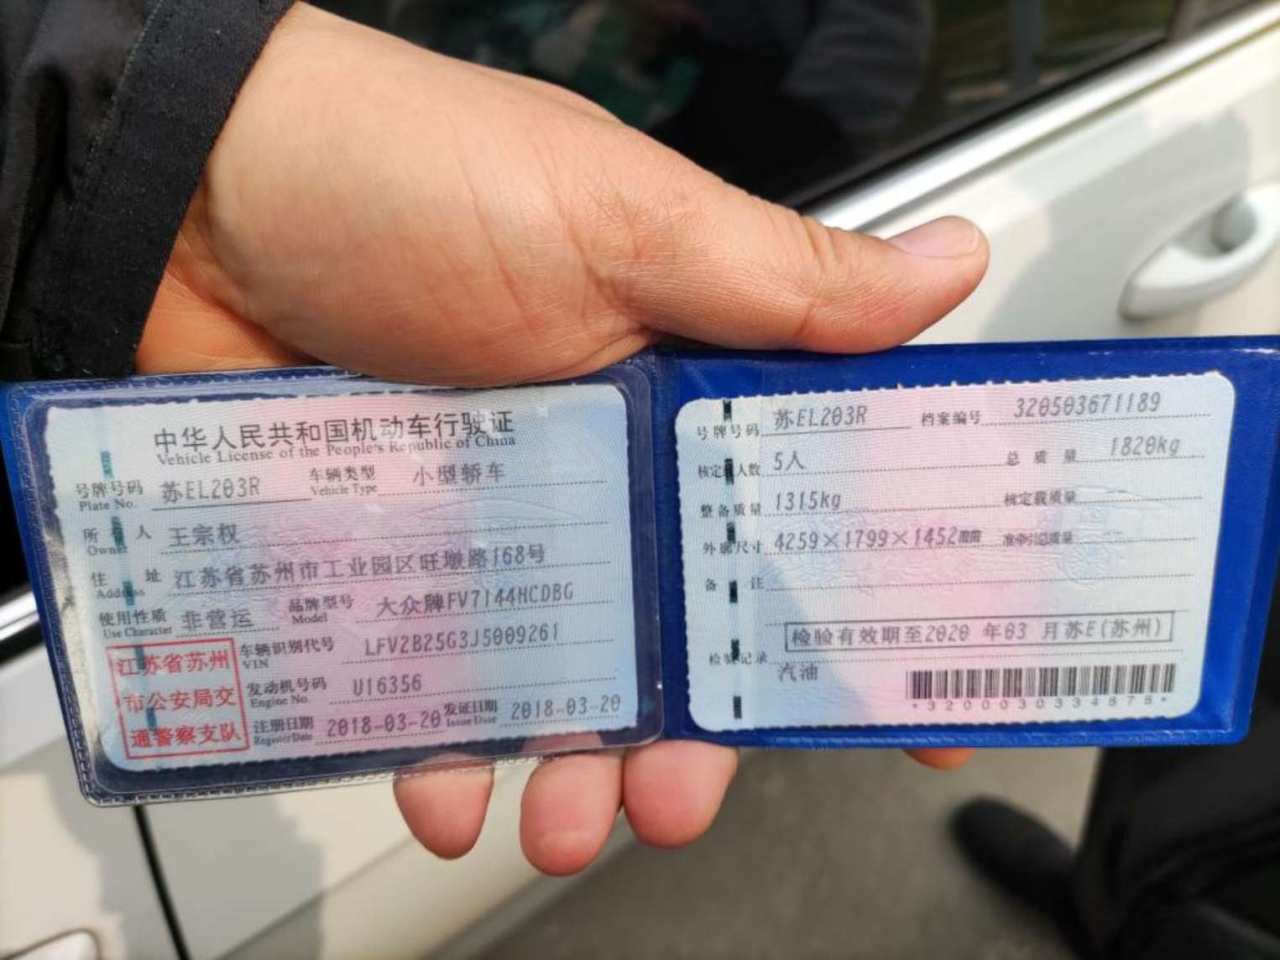 中华人民共和国机动车行驶证
Vehicle License of the People's Republic of China
号牌号码 苏EL203R 车辆类型 小型轿车
Plate No. Vehicle Type
所有人 王宗权
Owner
住址 江苏省苏州市工业园区旺墩路168号
Address
使用性质 非营运 品牌型号 大众牌FV7144HCDBG
Use Character Model
车辆识别代号 LFV2B25G3J5009261
VIN
发动机号码 U16356
Engine No.
注册日期 2018-03-20 发证日期 2018-03-20
Register Date Issue Date
江苏省苏州
市公安局交
通警察支队
号牌号码 苏EL203R 档案编号 320503671189
核定载人数 5人 总质量 1820kg
整备质量 1315kg 核定载质量
外廓尺寸 4259×1799×1452mm 准牵引总质量
备注
检验有效期至2020 年03 月苏E(苏州)
检验记录
汽油
*3200030334878*